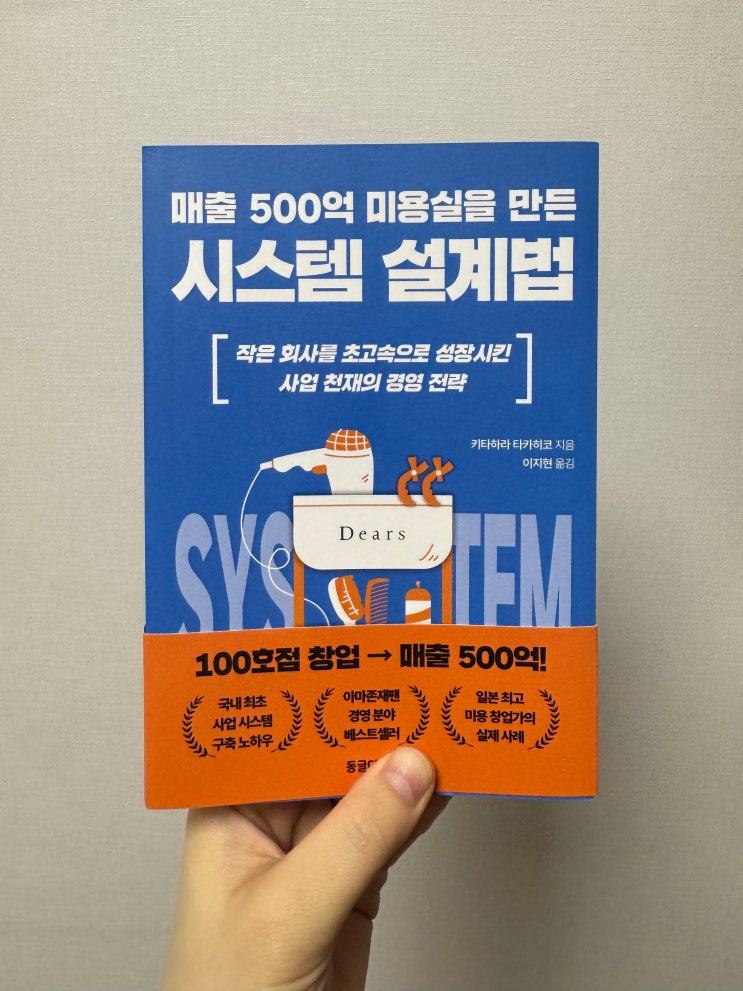 매출 500억 미용실을 만든
시스템 설계법
작은 회사를 초고속으로 성장시킨
사업 천재의 경영 전략
키타하라 타카히코 지음
이지현 옮김
Dears
SYSTEM
100호점 창업 → 매출 500억!
국내 최초
사업 시스템
구축 노하우
아마존재팬
경영 분야
베스트셀러
일본 최고
미용 창업가의
실제 사례